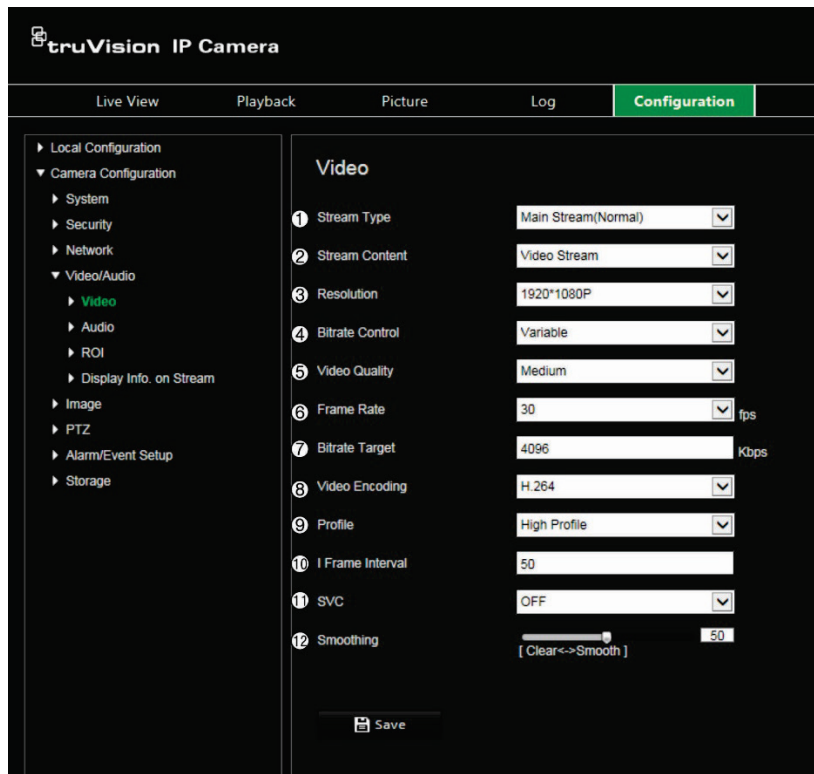 truVision IP Camera
Live View Playback Picture Log Configuration
Local Configuration
Camera Configuration
System
Security
Network
Video/Audio
Video
Audio
ROI
Display Info. on Stream
Image
PTZ
Alarm/Event Setup
Storage
Video
1 Stream Type Main Stream(Normal)
2 Stream Content Video Stream
3 Resolution 1920*1080P
4 Bitrate Control Variable
5 Video Quality Medium
6 Frame Rate 30 fps
7 Bitrate Target 4096 Kbps
8 Video Encoding H.264
9 Profile High Profile
10 I Frame Interval 50
11 SVC OFF
12 Smoothing 50
[ Clear<->Smooth ]
Save